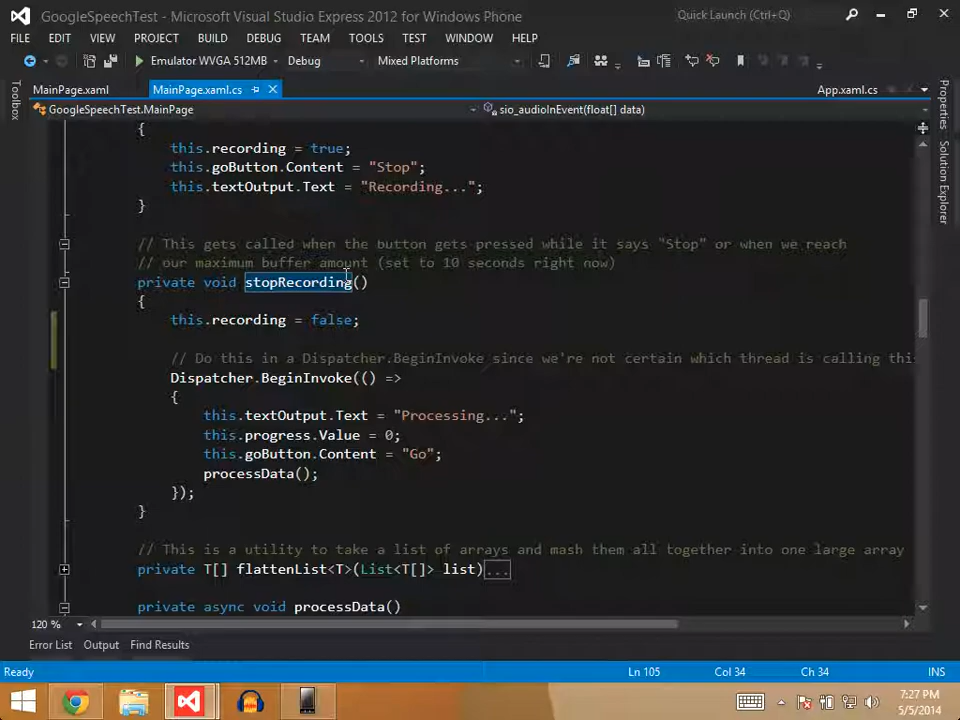 GoogleSpeechTest - Microsoft Visual Studio Express 2012 for Windows Phone
Quick Launch (Ctrl+Q)
FILE EDIT VIEW PROJECT BUILD DEBUG TEAM TOOLS TEST WINDOW HELP
Emulator WVGA 512MB Debug Mixed Platforms
Toolbox
MainPage.xaml MainPage.xaml.cs App.xaml.cs
GoogleSpeechTest.MainPage sio_audioInEvent(float[] data)
Properties
Solution Explorer
{
this.recording = true;
this.goButton.Content = "Stop";
this.textOutput.Text = "Recording...";
}
// This gets called when the button gets pressed while it says "Stop" or when we reach
// our maximum buffer amount (set to 10 seconds right now)
private void stopRecording()
{
this.recording = false;
// Do this in a Dispatcher.BeginInvoke since we're not certain which thread is calling thi
Dispatcher.BeginInvoke(() =>
{
this.textOutput.Text = "Processing...";
this.progress.Value = 0;
this.goButton.Content = "Go";
processData();
});
}
// This is a utility to take a list of arrays and mash them all together into one large array
private T[] flattenList<T>(List<T[]> list)...
private async void processData()
120 %
Error List Output Find Results
Ready Ln 105 Col 34 Ch 34 INS
7:27 PM
5/5/2014